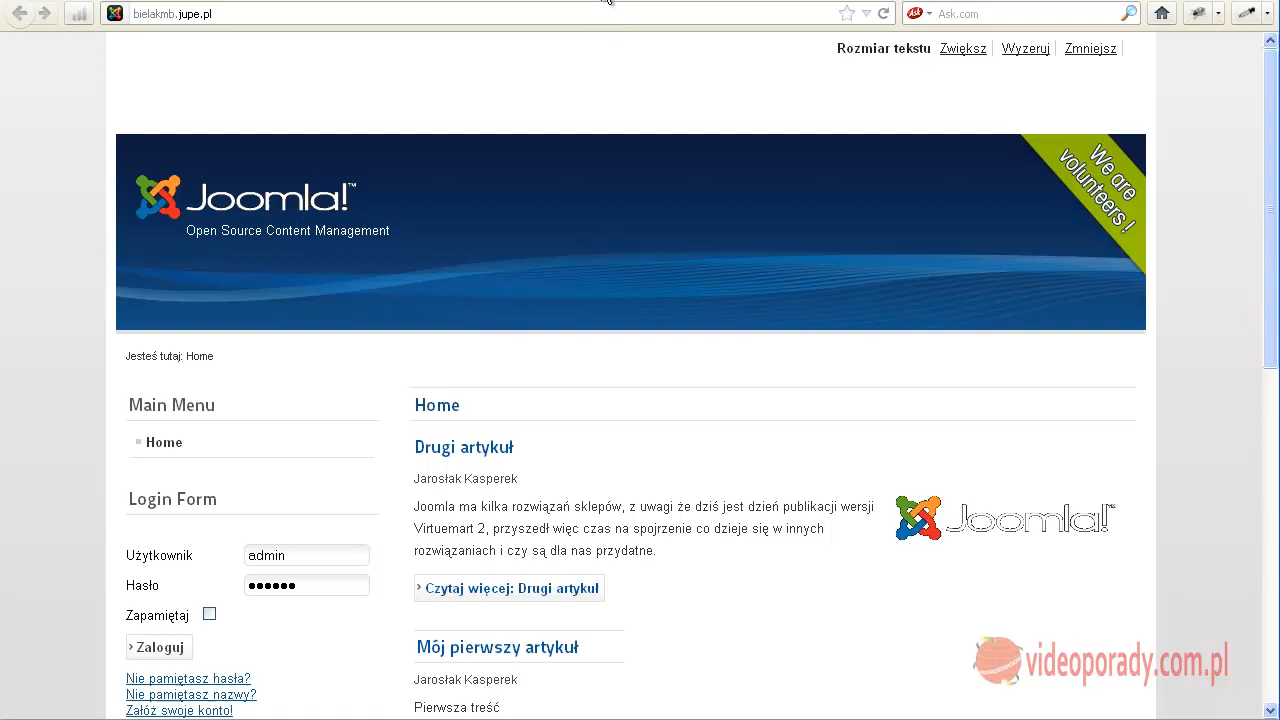 bielakmb.jupe.pl
Ask.com
Rozmiar tekstu Zwiększ Wyzeruj Zmniejsz
Joomla!™
Open Source Content Management
We are
volunteers !
Jesteś tutaj: Home
Main Menu
Home
Login Form
Użytkownik admin
Hasło
Zapamiętaj
Zaloguj
Nie pamiętasz hasła?
Nie pamiętasz nazwy?
Załóż swoje konto!
Home
Drugi artykuł
Jarosłak Kasperek
Joomla ma kilka rozwiązań sklepów, z uwagi że dziś jest dzień publikacji wersji
Virtuemart 2, przyszedł więc czas na spojrzenie co dzieje się w innych
rozwiązaniach i czy są dla nas przydatne.
Joomla!™
Czytaj więcej: Drugi artykuł
Mój pierwszy artykuł
Jarosłak Kasperek
Pierwsza treść
videoporady.com.pl